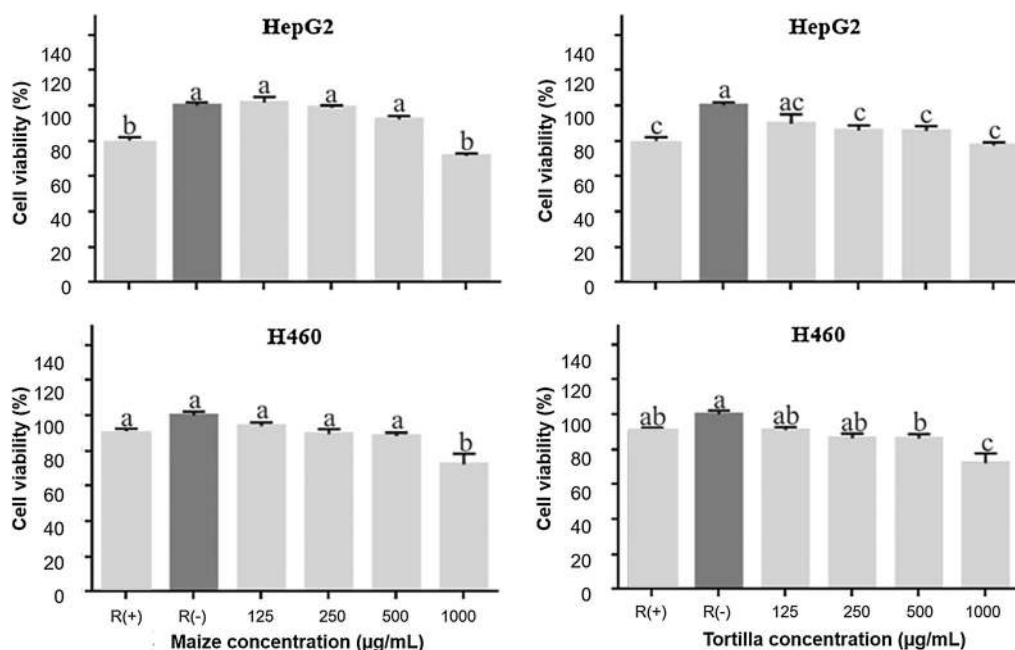 HepG2
140
120
100
80
60
40
20
0
Cell viability (%)
b
a
a
a
a
b
HepG2
140
120
100
80
60
40
20
0
Cell viability (%)
c
a
ac
c
c
c
H460
140
120
100
80
60
40
20
0
Cell viability (%)
a
a
a
a
a
b
R(+) R(-) 125 250 500 1000
Maize concentration (µg/mL)
H460
140
120
100
80
60
40
20
0
Cell viability (%)
ab
a
ab
ab
b
c
R(+) R(-) 125 250 500 1000
Tortilla concentration (µg/mL)